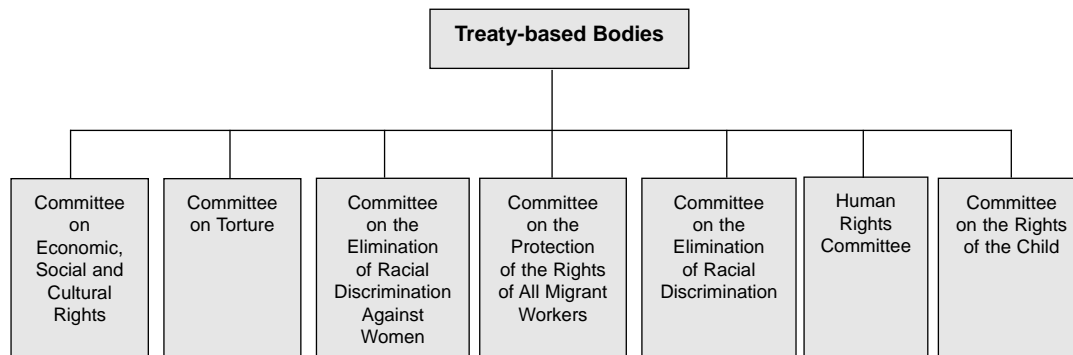 Treaty-based Bodies
Committee
on
Economic,
Social and
Cultural
Rights
Committee
on Torture
Committee
on the
Elimination
of Racial
Discrimination
Against
Women
Committee
on the
Protection
of the Rights
of All Migrant
Workers
Committee
on the
Elimination
of Racial
Discrimination
Human
Rights
Committee
Committee
on the Rights
of the Child